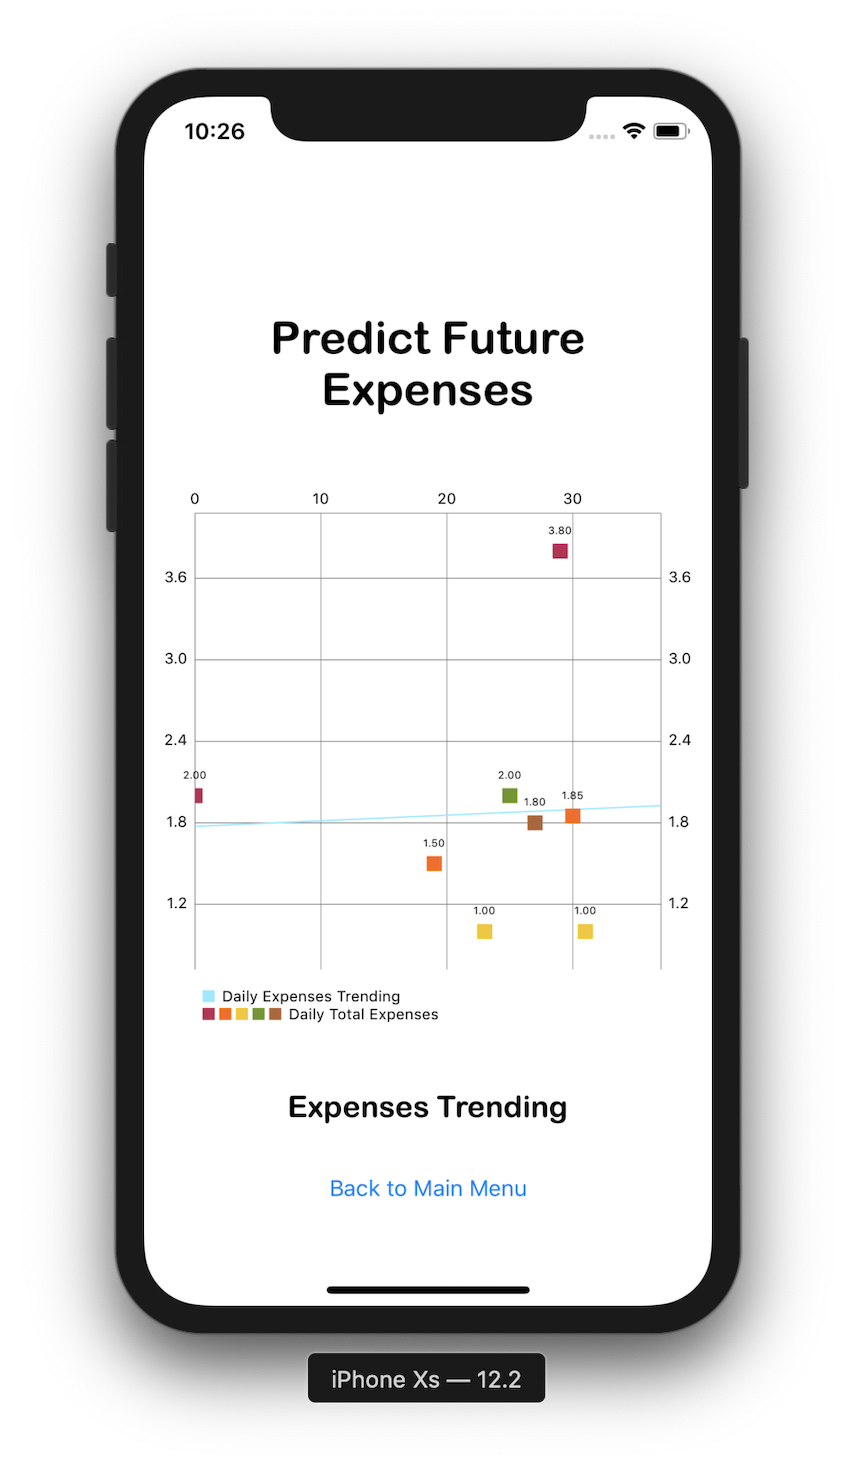 10:26
Predict Future
Expenses
0 10 20 30
3.80
3.6 3.6
3.0 3.0
2.4 2.4
2.00 2.00
1.80 1.85
1.8 1.8
1.50
1.2 1.2
1.00 1.00
Daily Expenses Trending
Daily Total Expenses
Expenses Trending
Back to Main Menu
iPhone Xs — 12.2